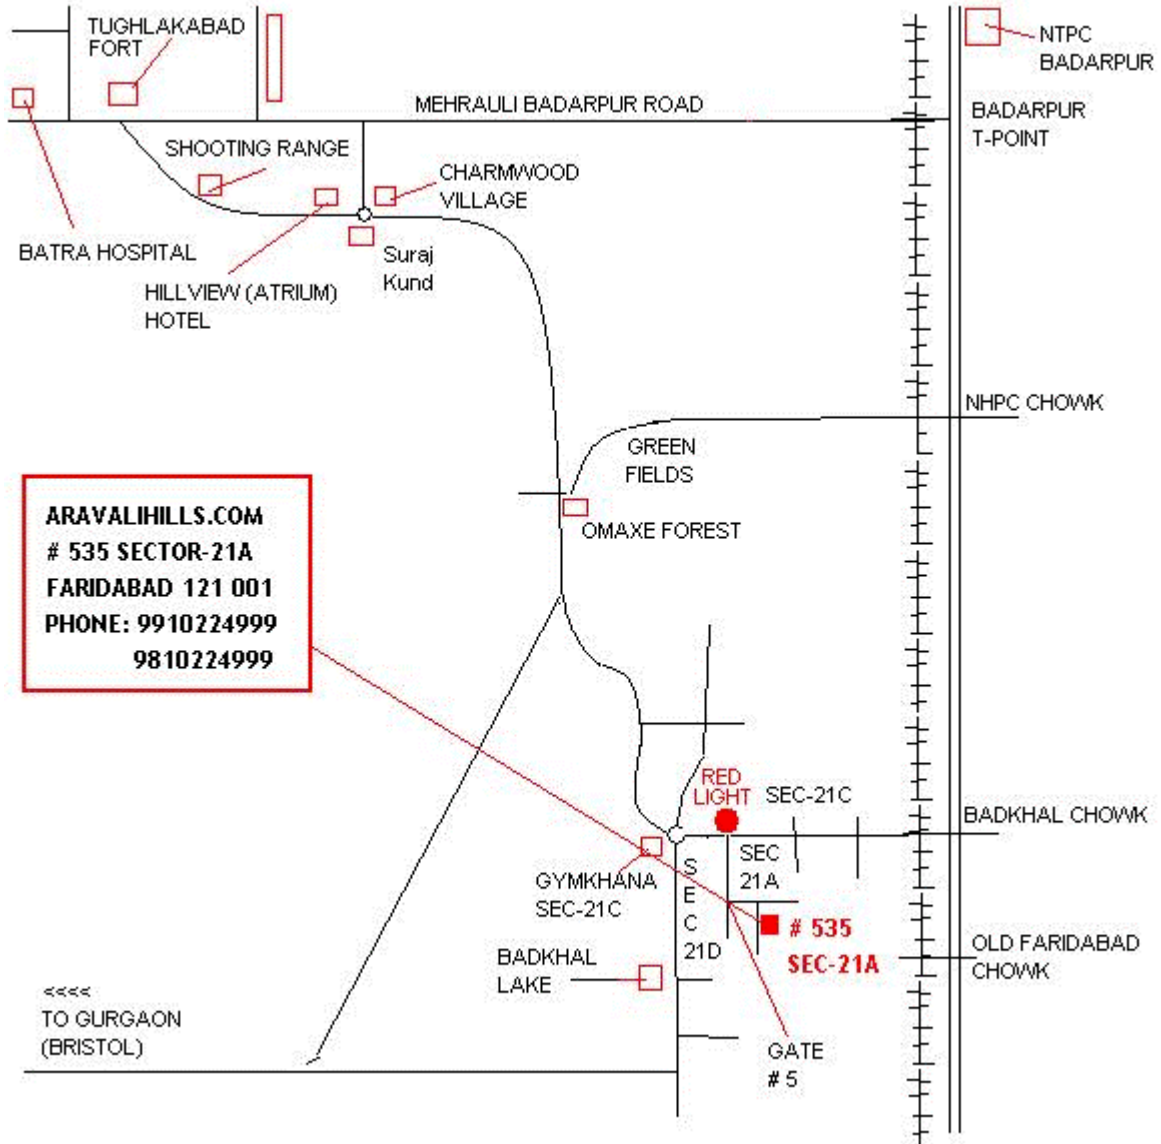 TUGHLAKABAD
FORT
NTPC
BADARPUR
MEHRAULI BADARPUR ROAD
BADARPUR
T-POINT
SHOOTING RANGE
CHARMWOOD
VILLAGE
BATRA HOSPITAL
Suraj
Kund
HILLVIEW (ATRIUM)
HOTEL
NHPC CHOWK
GREEN
FIELDS
OMAXE FOREST
ARAVALIHILLS.COM
# 535 SECTOR-21A
FARIDABAD 121 001
PHONE: 9910224999
9810224999
RED
LIGHT
SEC-21C
BADKHAL CHOWK
SEC
21A
GYMKHANA
SEC-21C
S
E
C
21D
# 535
SEC-21A
OLD FARIDABAD
CHOWK
BADKHAL
LAKE
<<<<
TO GURGAON
(BRISTOL)
GATE
# 5